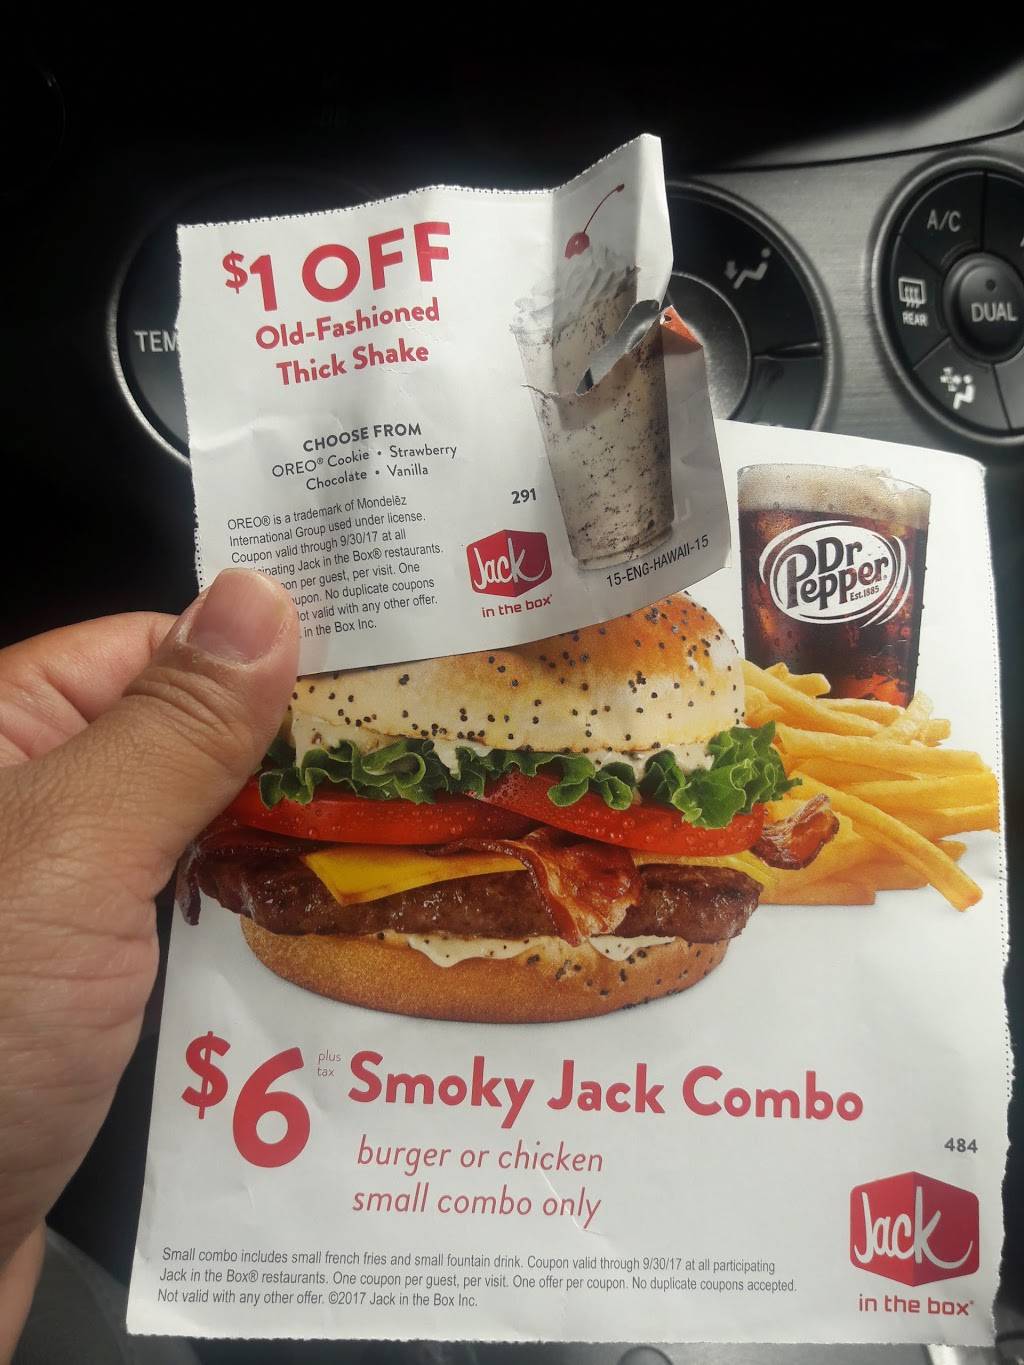 $1 OFF
Old-Fashioned
Thick Shake
CHOOSE FROM
OREO® Cookie • Strawberry
Chocolate • Vanilla
OREO® is a trademark of Mondelēz
International Group used under license.
Coupon valid through 9/30/17 at all
Jack in the Box® restaurants.
per guest, per visit. One
No duplicate coupons
valid with any other offer.
in the Box Inc.
291
Jack
in the box®
15-ENG-HAWAII-15
TEM
A/C
REAR
DUAL
Dr
Pepper
Est.1885
$6 plus tax Smoky Jack Combo
burger or chicken
small combo only
484
Small combo includes small french fries and small fountain drink. Coupon valid through 9/30/17 at all participating
Jack in the Box® restaurants. One coupon per guest, per visit. One offer per coupon. No duplicate coupons accepted.
Not valid with any other offer. ©2017 Jack in the Box Inc.
Jack
in the box®